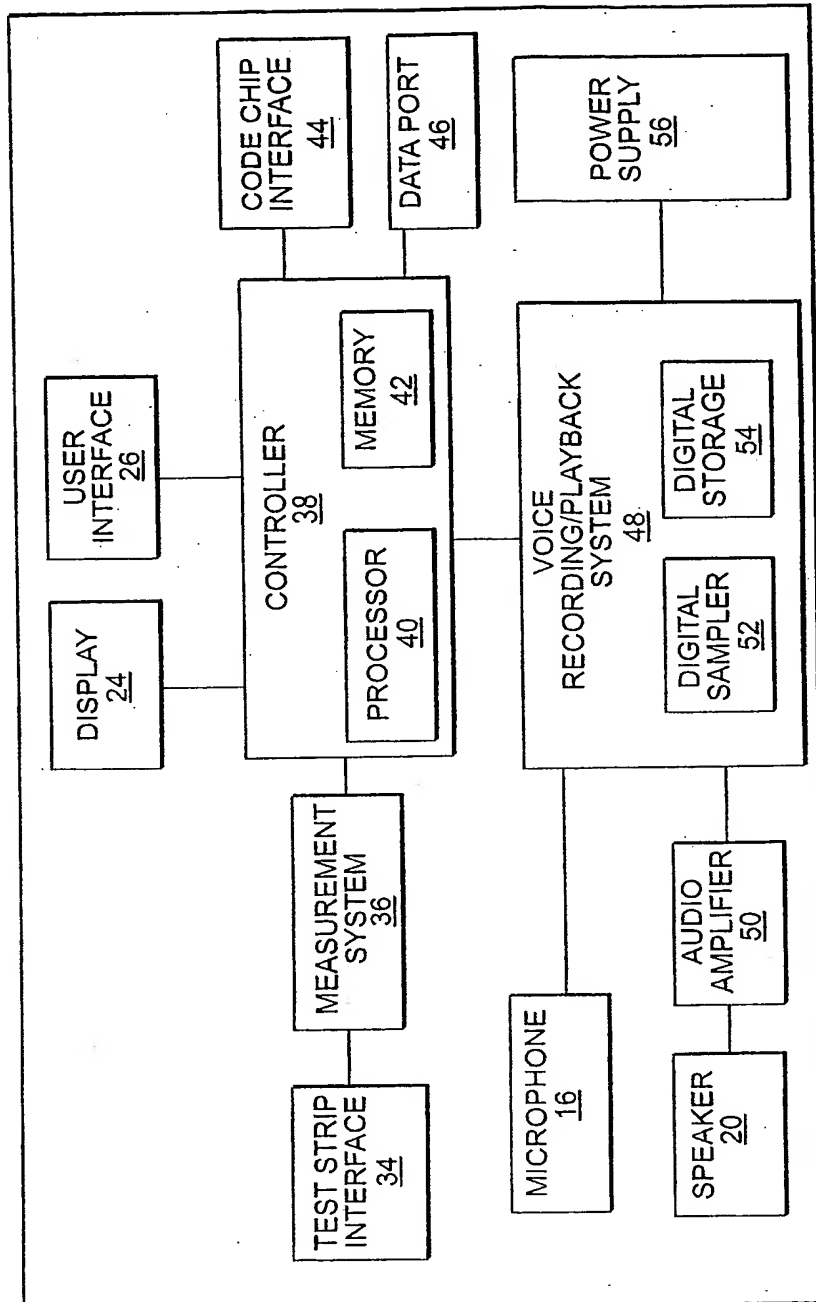 DISPLAY
24
USER
INTERFACE
26
TEST STRIP
INTERFACE
34
MEASUREMENT
SYSTEM
36
CONTROLLER
38
PROCESSOR
40
MEMORY
42
CODE CHIP
INTERFACE
44
DATA PORT
46
MICROPHONE
16
SPEAKER
20
AUDIO
AMPLIFIER
50
VOICE
RECORDING/PLAYBACK
SYSTEM
48
DIGITAL
SAMPLER
52
DIGITAL
STORAGE
54
POWER
SUPPLY
56